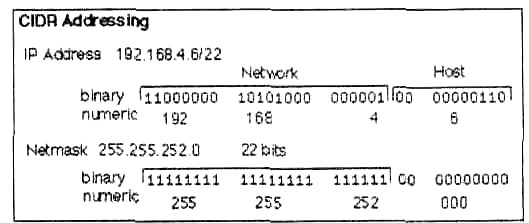 CIDR Addressing
IP Address 192.168.4.6/22
Network Host
binary 11000000 10101000 000001 00 00000110
numeric 192 168 4 6
Netmask 255.255.252.0 22 bits
binary 11111111 11111111 111111 00 00000000
numeric 255 255 252 000